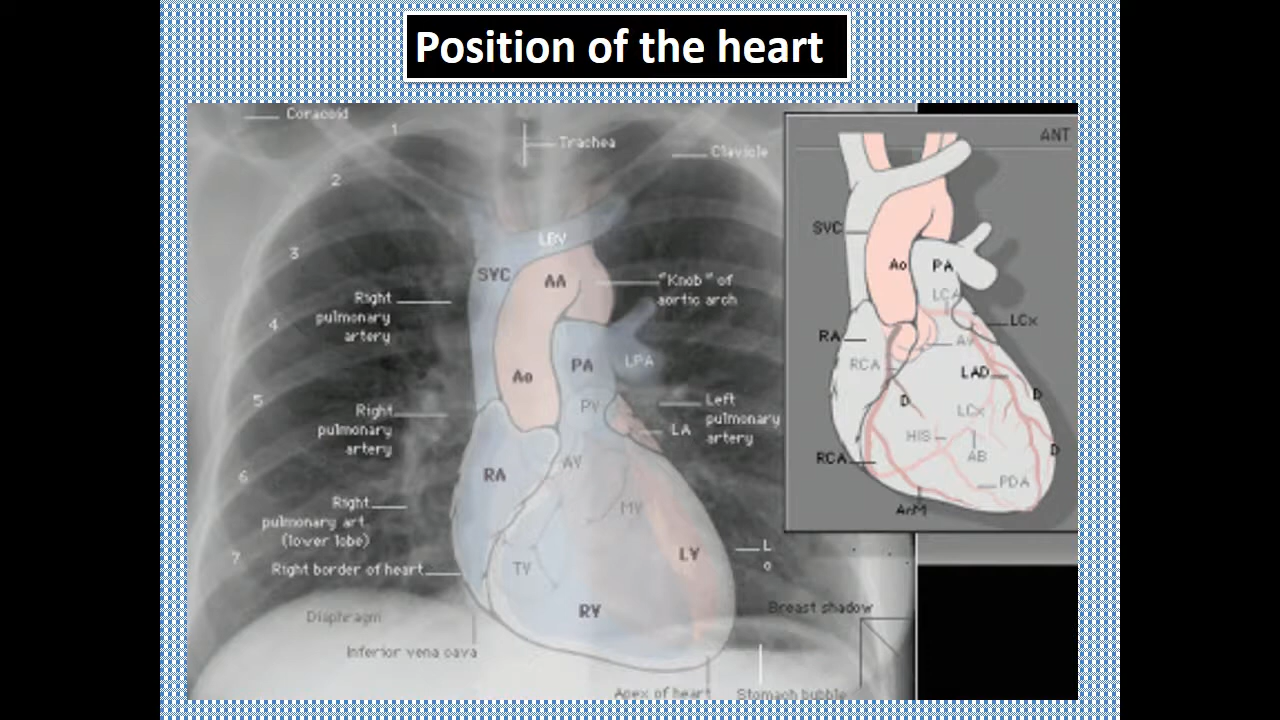 Position of the heart
Coracoid
1
Trachea
Clavicle
2
3
LBV
SVC
AA
"Knob" of
aortic arch
Right
pulmonary
artery
4
PA
LPA
Ao
5
PV
Left
pulmonary
artery
LA
Right
pulmonary
artery
AV
RA
6
MV
Right
pulmonary art.
(lower lobe)
LV
L
o
7
TV
Right border of heart
RV
Breast shadow
Diaphragm
Inferior vena cava
Apex of heart
Stomach bubble
ANT
SVC
Ao
PA
LCA
LCx
RA
AV
RCA
LAD
D
D
LCx
HIS
D
AB
RCA
PDA
AcM